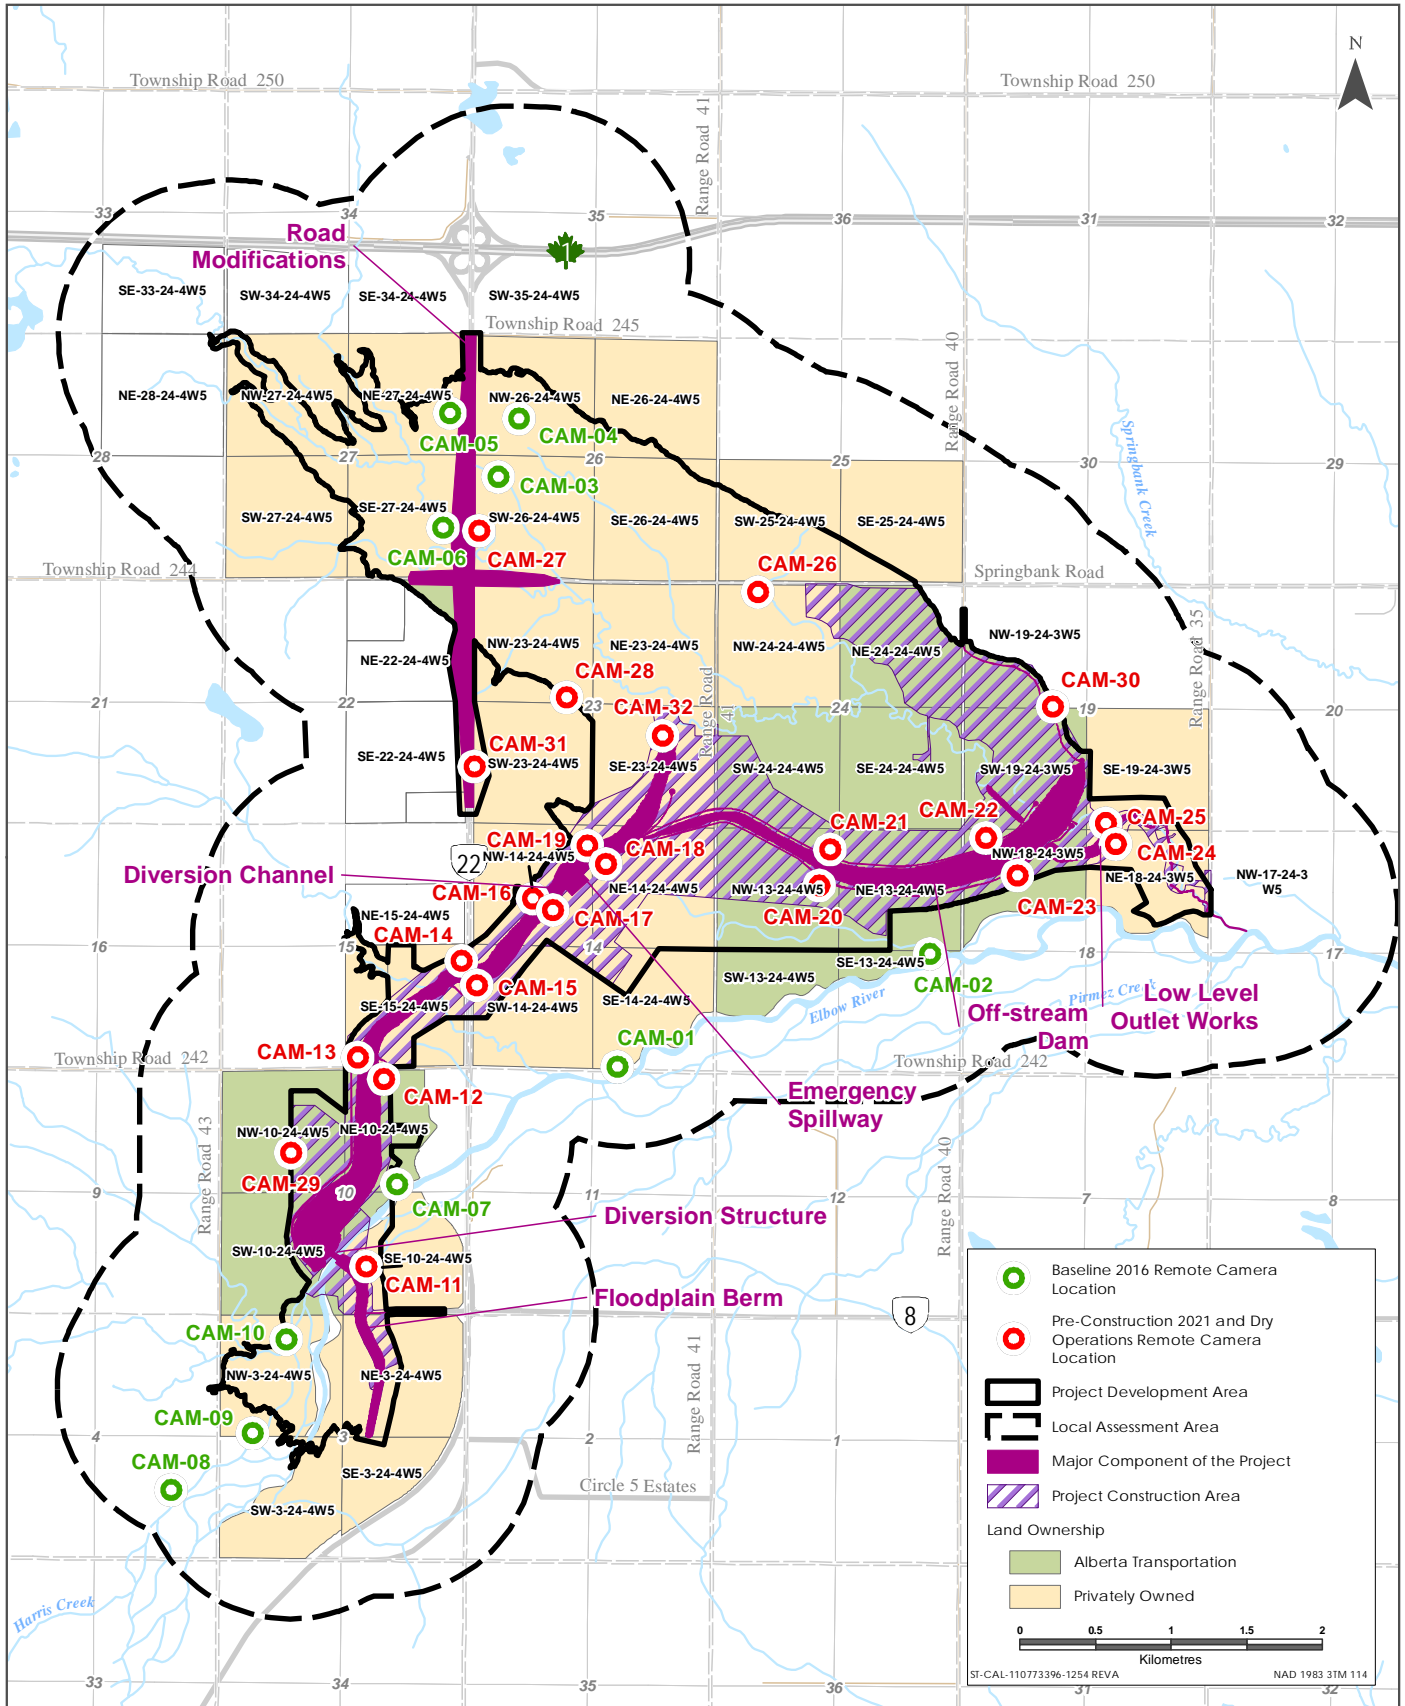 N
Township Road 250
Township Road 250
Range Road 41
33
34
35
36
31
32
Road
Modifications
1
SE-33-24-4W5
SW-34-24-4W5
SE-34-24-4W5
SW-35-24-4W5
Township Road 245
Range Road 40
NE-28-24-4W5
NW-27-24-4W5
NE-27-24-4W5
NW-26-24-4W5
NE-26-24-4W5
CAM-05
CAM-04
Springbank Creek
28
27
26
25
30
29
CAM-03
SW-27-24-4W5
SE-27-24-4W5
SW-26-24-4W5
SE-26-24-4W5
SW-25-24-4W5
SE-25-24-4W5
CAM-06
CAM-27
CAM-26
Township Road 244
Springbank Road
NE-22-24-4W5
NW-23-24-4W5
NE-23-24-4W5
NW-24-24-4W5
NE-24-24-4W5
NW-19-24-3W5
Range Road 35
CAM-28
CAM-30
21
22
23
24
19
20
CAM-32
Range Road 41
CAM-31
SE-22-24-4W5
SW-23-24-4W5
SE-23-24-4W5
SW-24-24-4W5
SE-24-24-4W5
SW-19-24-3W5
SE-19-24-3W5
CAM-19
CAM-18
CAM-21
CAM-22
CAM-25
CAM-24
22
NW-14-24-4W5
NW-18-24-3W5
Diversion Channel
CAM-16
NE-14-24-4W5
NW-13-24-4W5
NE-13-24-4W5
NE-18-24-3W5
NW-17-24-3
W5
NE-15-24-4W5
CAM-17
CAM-20
CAM-23
CAM-14
16
15
14
18
17
CAM-15
SE-13-24-4W5
SW-13-24-4W5
CAM-02
SE-15-24-4W5
SW-14-24-4W5
SE-14-24-4W5
Elbow River
Pirmez Creek
Low Level
Outlet Works
Off-stream
Dam
CAM-13
CAM-01
Township Road 242
Township Road 242
CAM-12
Emergency
Spillway
Range Road 43
NW-10-24-4W5
NE-10-24-4W5
Range Road 40
CAM-29
9
10
11
12
7
8
CAM-07
Diversion Structure
SW-10-24-4W5
SE-10-24-4W5
CAM-11
Floodplain Berm
8
CAM-10
Range Road 41
NW-3-24-4W5
NE-3-24-4W5
CAM-09
4
3
2
1
CAM-08
SE-3-24-4W5
Circle 5 Estates
SW-3-24-4W5
Harris Creek
33
34
35
36
31
32
Baseline 2016 Remote Camera
Location
Pre-Construction 2021 and Dry
Operations Remote Camera
Location
Project Development Area
Local Assessment Area
Major Component of the Project
Project Construction Area
Land Ownership
Alberta Transportation
Privately Owned
0 0.5 1 1.5 2
Kilometres
ST-CAL-110773396-1254 REVA
NAD 1983 3TM 114